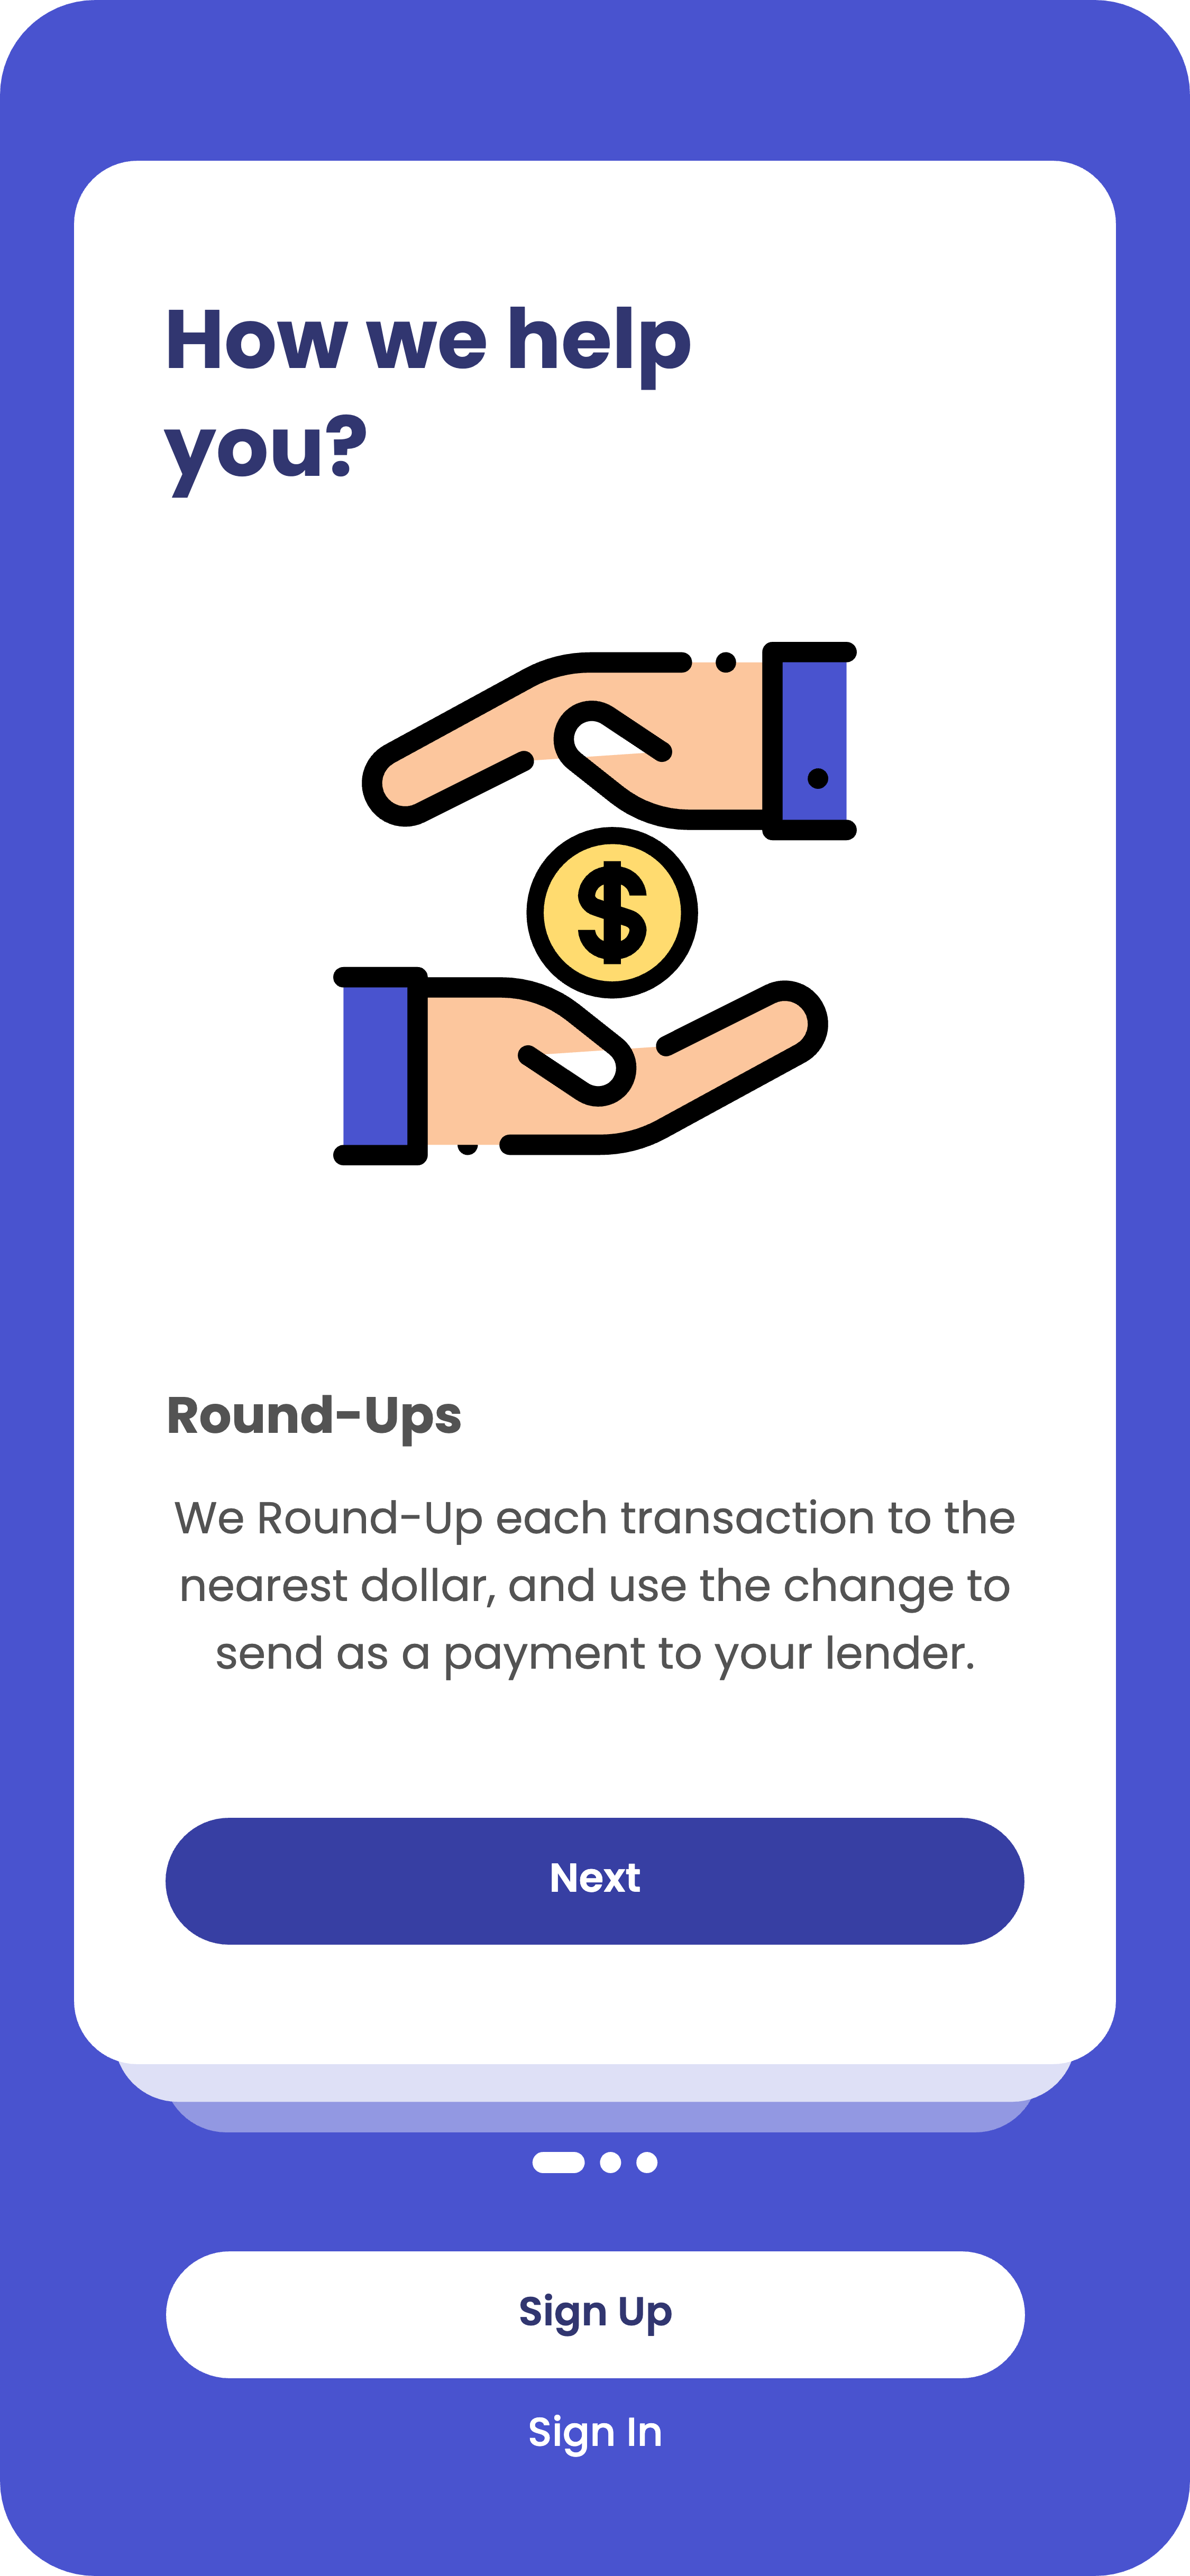 How we help
you?
$
Round-Ups
We Round-Up each transaction to the
nearest dollar, and use the change to
send as a payment to your lender.
Next
Sign Up
Sign In